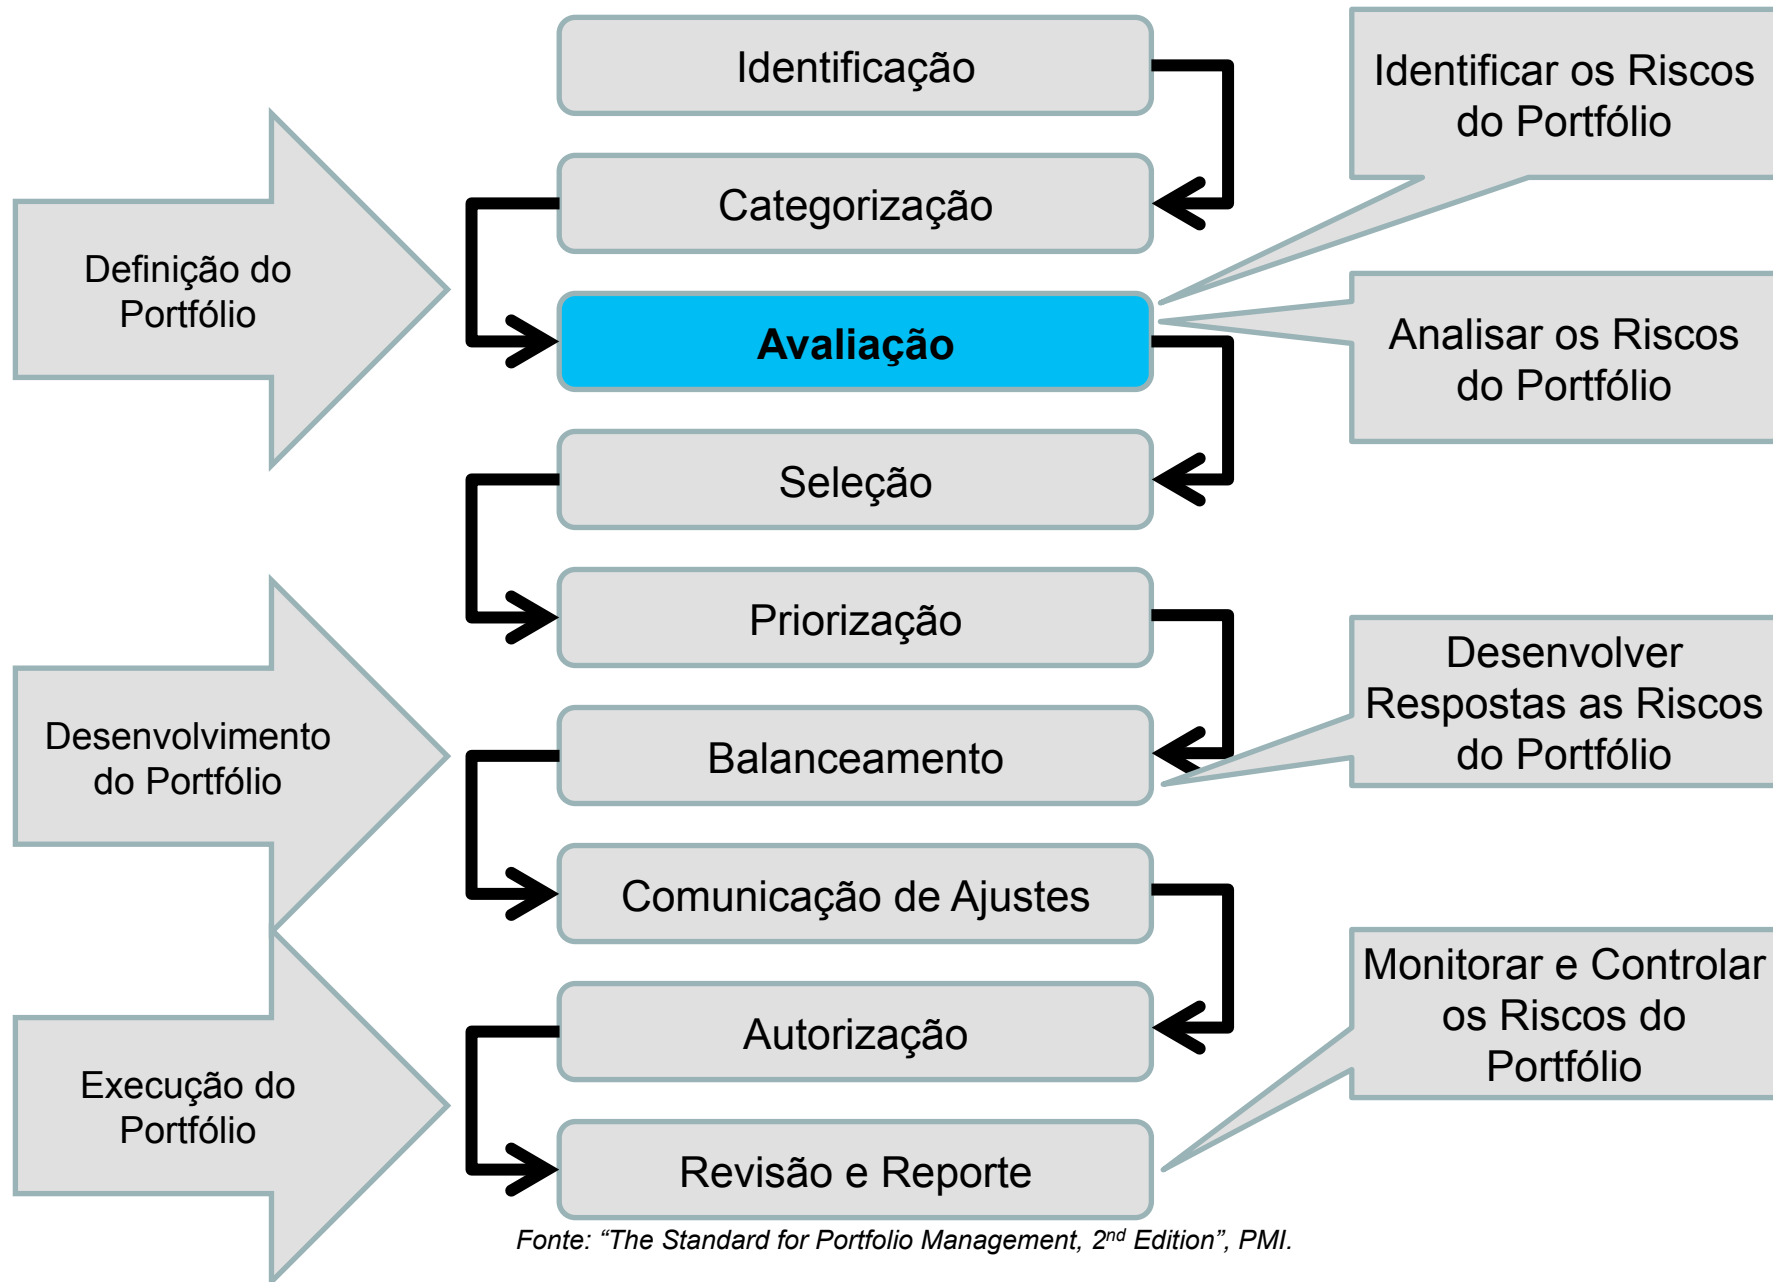 Identificação
Categorização
Avaliação
Seleção
Priorização
Balanceamento
Comunicação de Ajustes
Autorização
Revisão e Reporte
Definição do
Portfólio
Desenvolvimento
do Portfólio
Execução do
Portfólio
Identificar os Riscos
do Portfólio
Analisar os Riscos
do Portfólio
Desenvolver
Respostas as Riscos
do Portfólio
Monitorar e Controlar
os Riscos do
Portfólio
Fonte: “The Standard for Portfolio Management, 2nd Edition”, PMI.